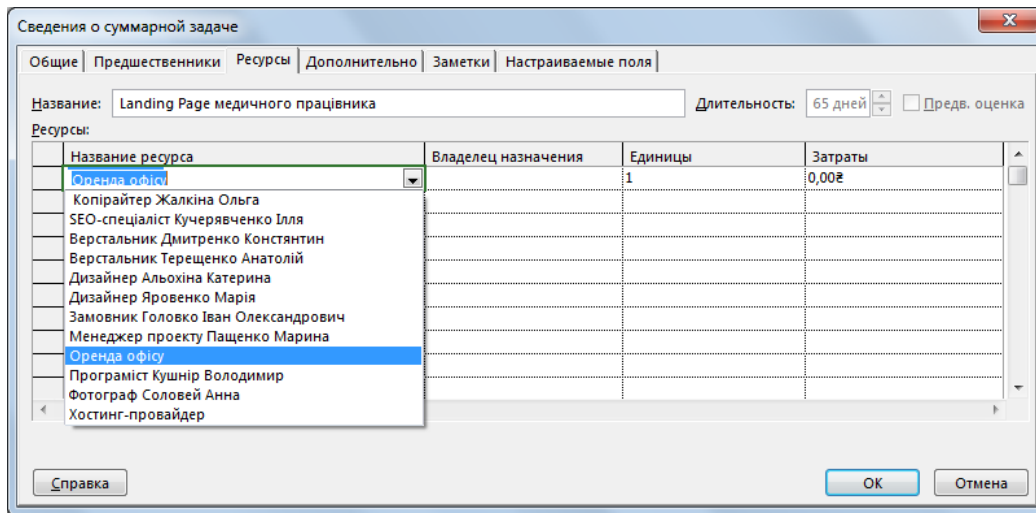 Сведения о суммарной задаче
Общие Предшественники Ресурсы Дополнительно Заметки Настраиваемые поля
Название: Landing Page медичного працівника Длительность: 65 дней Предв. оценка
Ресурсы:
Название ресурса Владелец назначения Единицы Затраты
Оренда офісу 1 0,00₴
Копірайтер Жалкіна Ольга
SEO-спеціаліст Кучерявченко Ілля
Верстальник Дмитренко Констянтин
Верстальник Терещенко Анатолій
Дизайнер Альохіна Катерина
Дизайнер Яровенко Марія
Замовник Головко Іван Олександрович
Менеджер проекту Пащенко Марина
Оренда офісу
Програміст Кушнір Володимир
Фотограф Соловей Анна
Хостинг-провайдер
Справка ОК Отмена